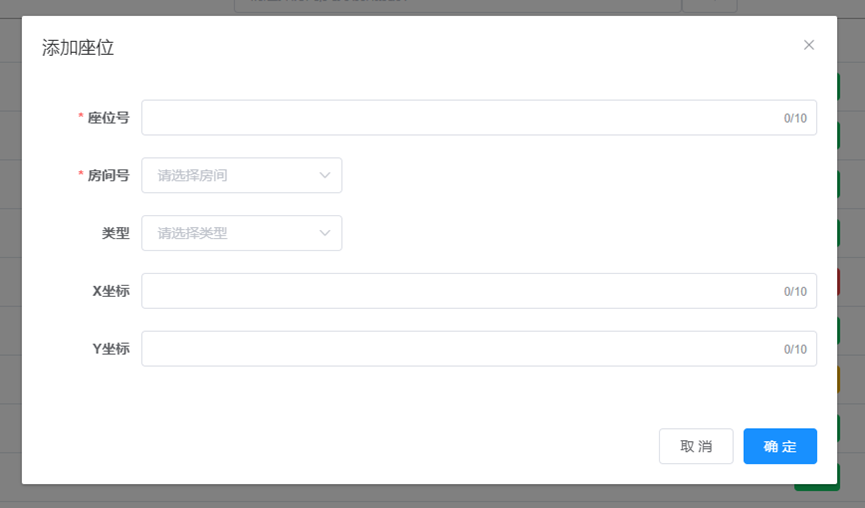 添加座位
* 座位号 0/10
* 房间号 请选择房间
类型 请选择类型
X坐标 0/10
Y坐标 0/10
取消 确定